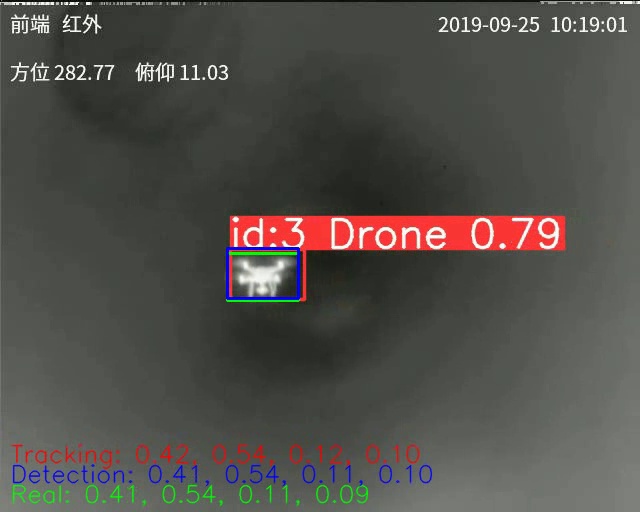 前端 红外
2019-09-25 10:19:01
方位 282.77 俯仰 11.03
id:3 Drone 0.79
Tracking: 0.42, 0.54, 0.12, 0.10
Detection: 0.41, 0.54, 0.11, 0.10
Real: 0.41, 0.54, 0.11, 0.09